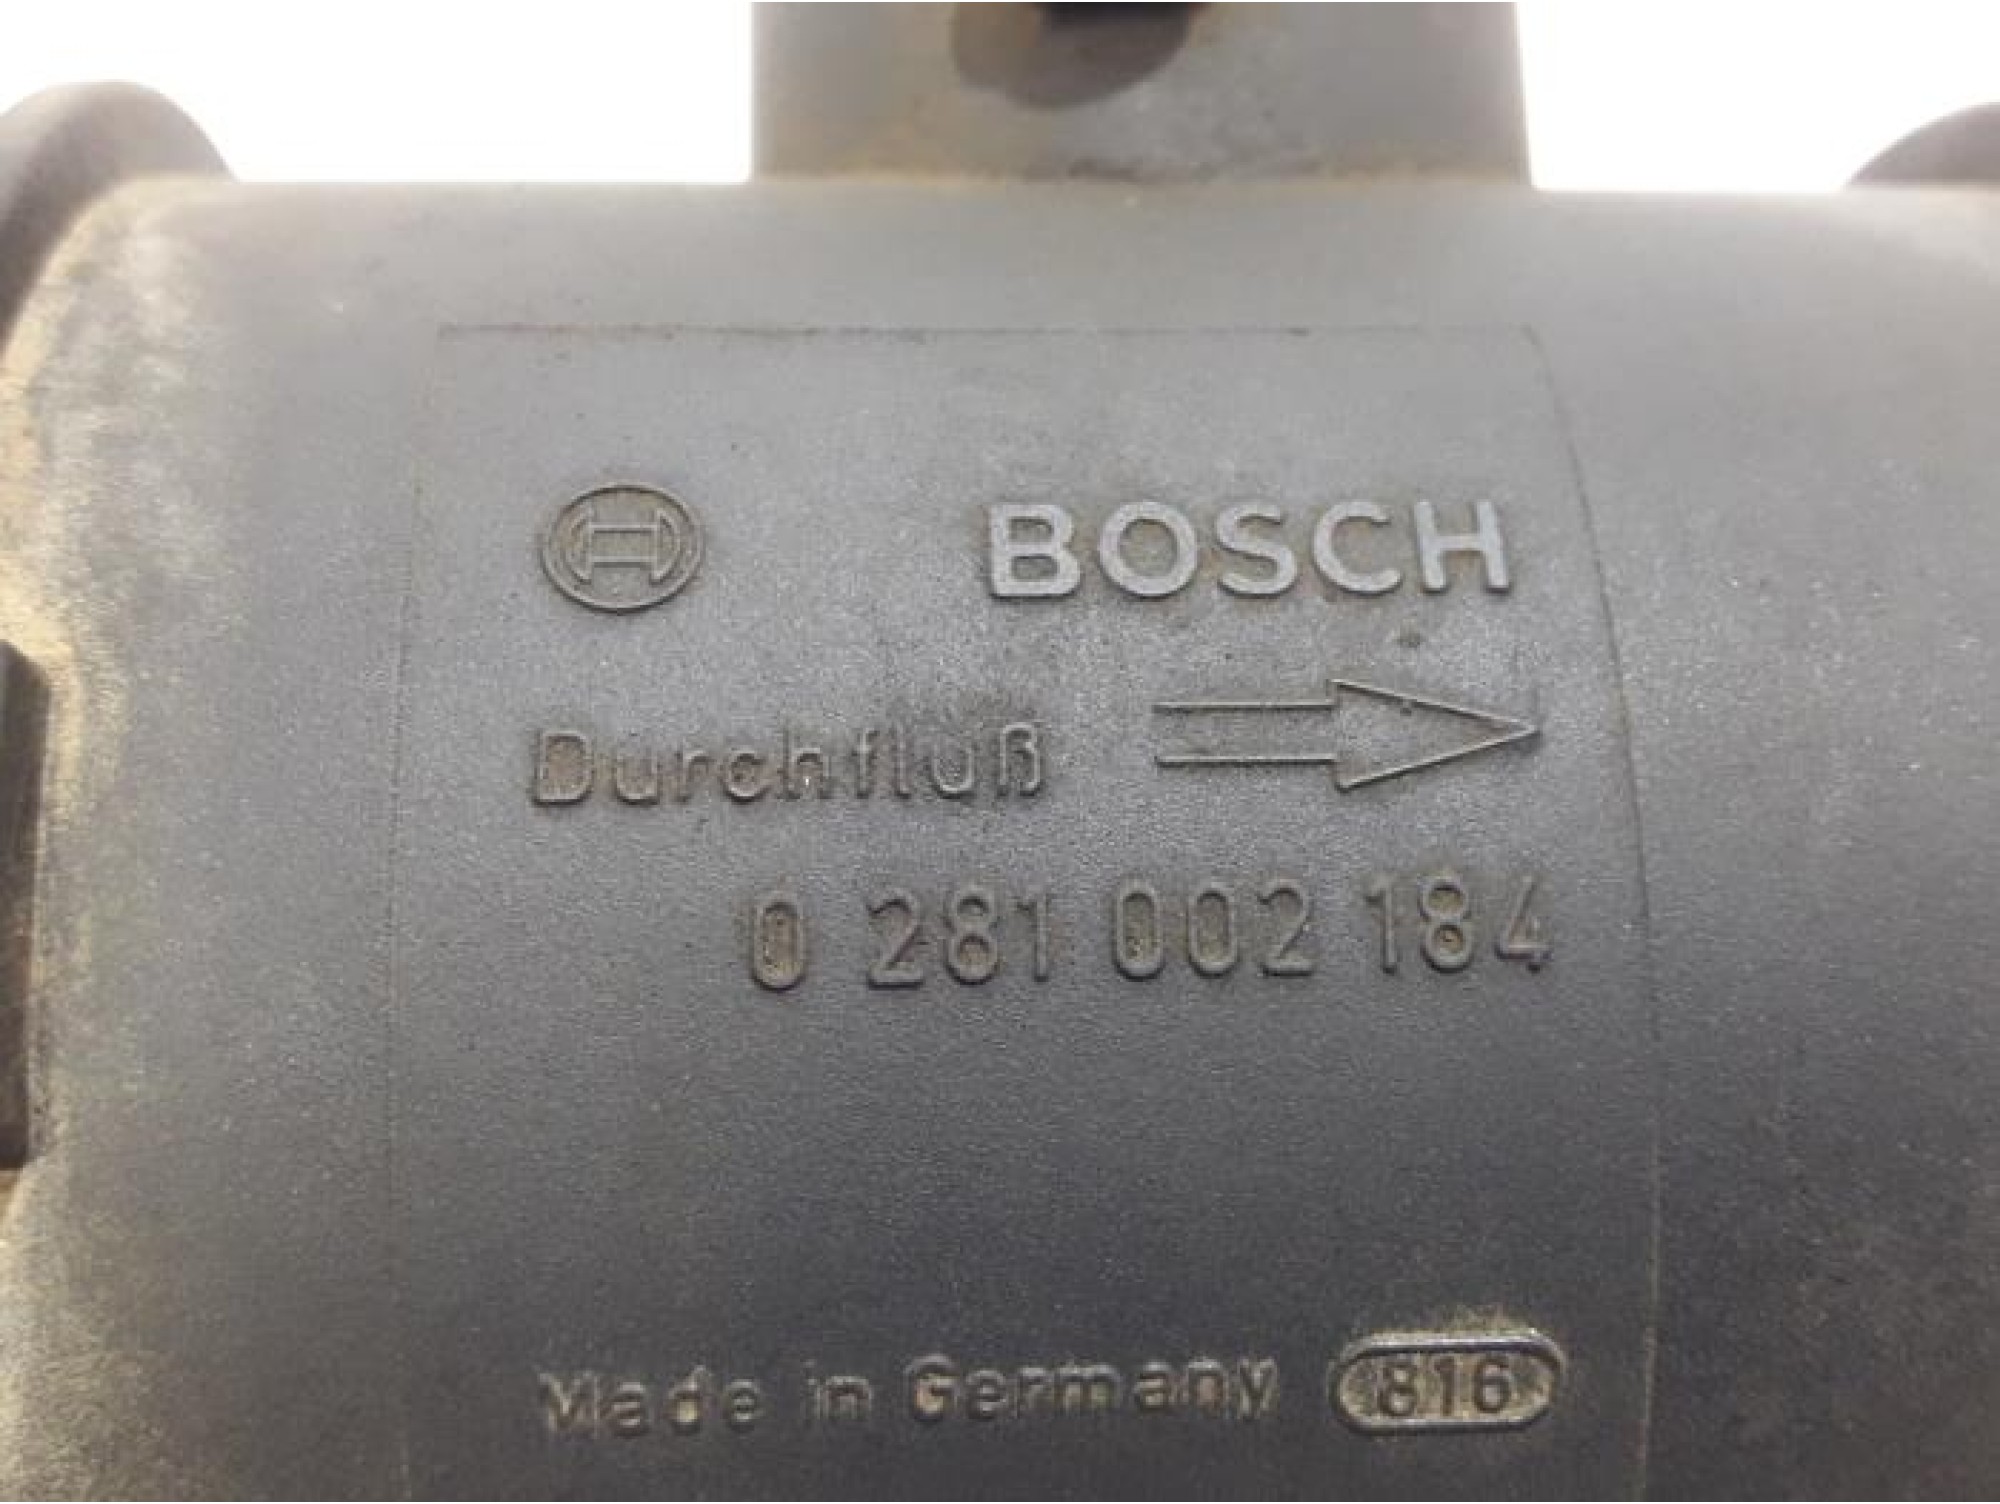 BOSCH
Durchfluß
0 281 002 184
Made in Germany 816